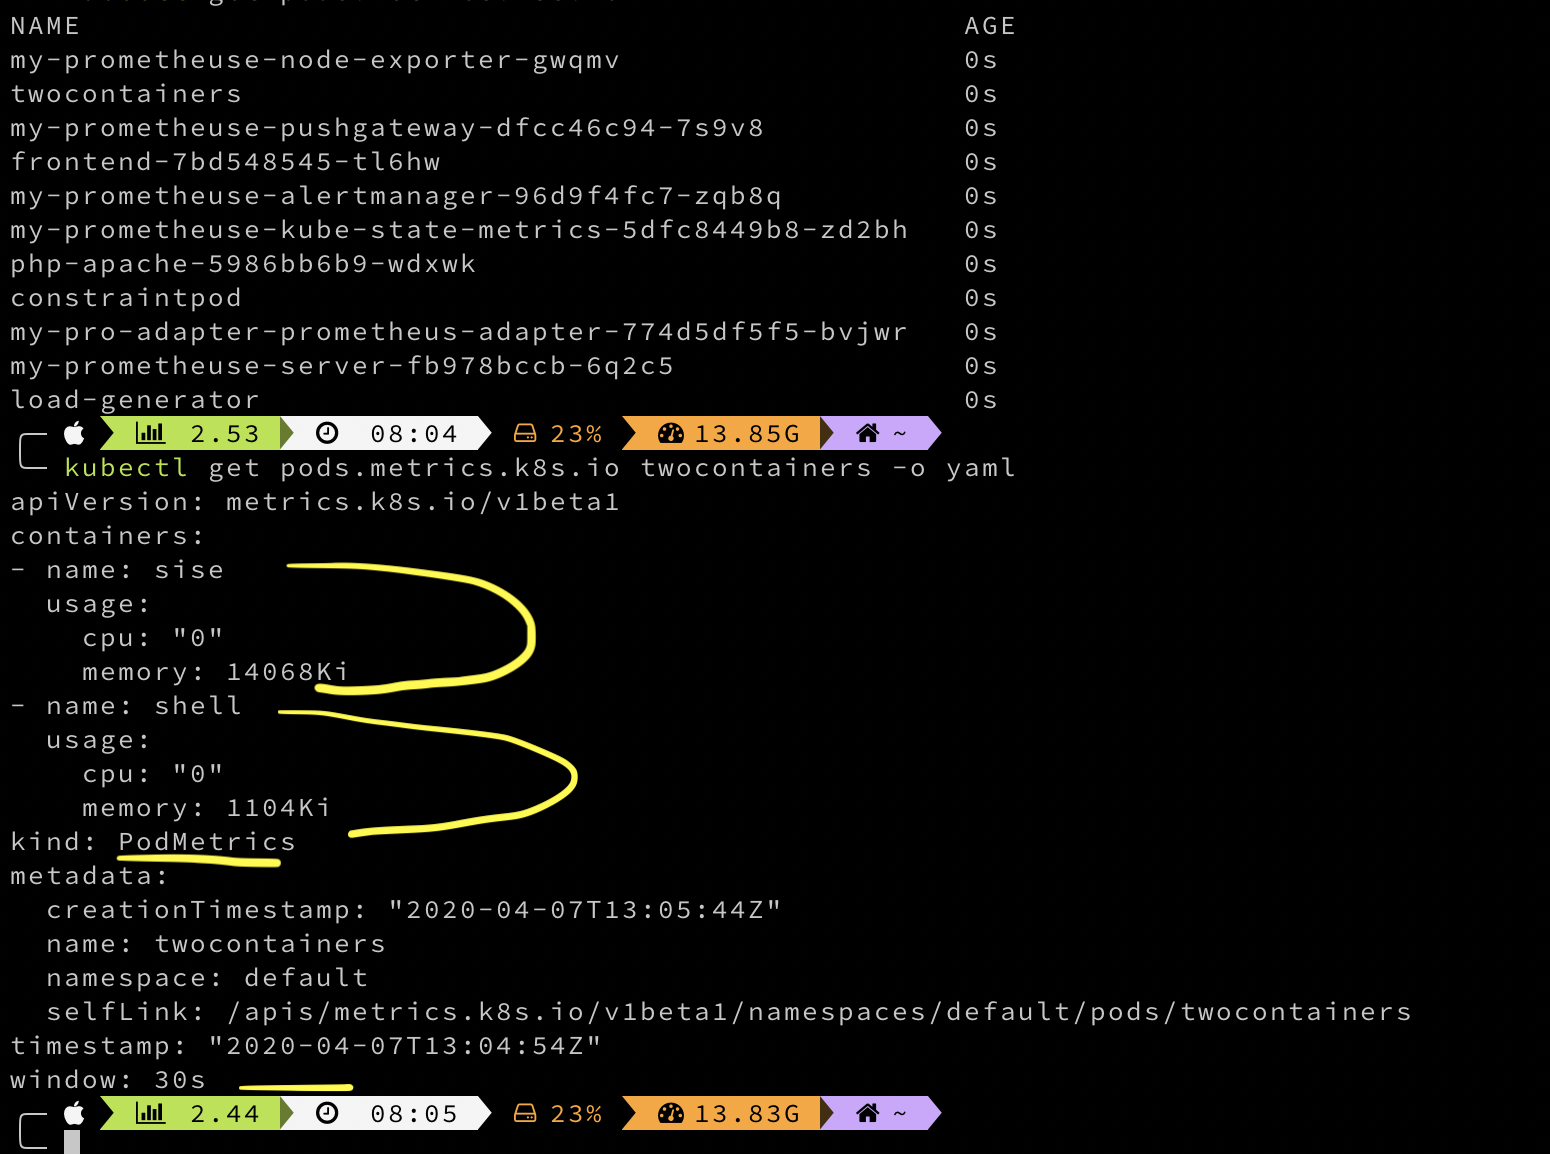 NAME AGE
my-prometheuse-node-exporter-gwqmv 0s
twocontainers 0s
my-prometheuse-pushgateway-dfcc46c94-7s9v8 0s
frontend-7bd548545-tl6hw 0s
my-prometheuse-alertmanager-96d9f4fc7-zqb8q 0s
my-prometheuse-kube-state-metrics-5dfc8449b8-zd2bh 0s
php-apache-5986bb6b9-wdxwk 0s
constraintpod 0s
my-pro-adapter-prometheus-adapter-774d5df5f5-bvjwr 0s
my-prometheuse-server-fb978bccb-6q2c5 0s
load-generator 0s
2.53 08:04 23% 13.85G ~
kubectl get pods.metrics.k8s.io twocontainers -o yaml
apiVersion: metrics.k8s.io/v1beta1
containers:
- name: sise
  usage:
    cpu: "0"
    memory: 14068Ki
- name: shell
  usage:
    cpu: "0"
    memory: 1104Ki
kind: PodMetrics
metadata:
  creationTimestamp: "2020-04-07T13:05:44Z"
  name: twocontainers
  namespace: default
  selfLink: /apis/metrics.k8s.io/v1beta1/namespaces/default/pods/twocontainers
timestamp: "2020-04-07T13:04:54Z"
window: 30s
2.44 08:05 23% 13.83G ~